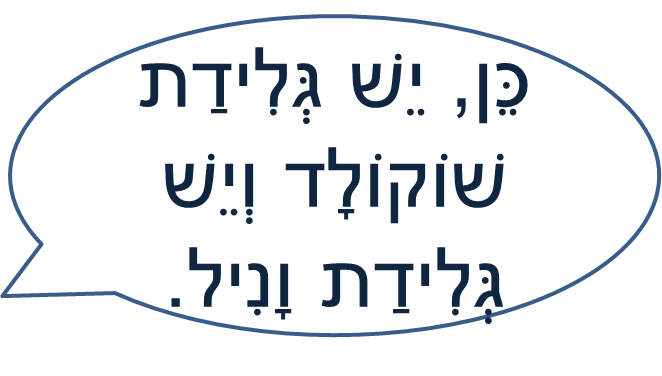 כֵּן, יֵשׁ גְּלִידַת
שׁוֹקוֹלָד וְיֵשׁ
גְּלִידַת וָנִיל.